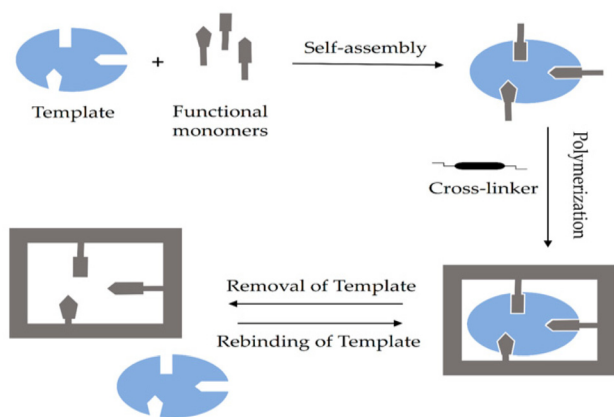 Self-assembly
+
Template
Functional
monomers
Cross-linker
Polymerization
Removal of Template
Rebinding of Template